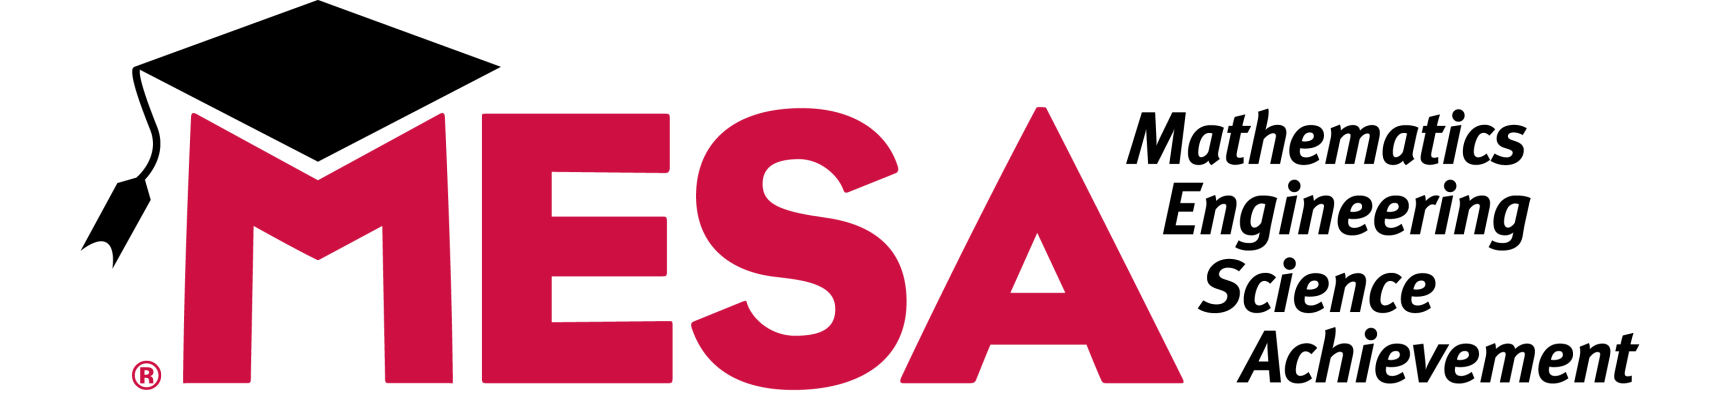 MESA
Mathematics
Engineering
Science
Achievement
®